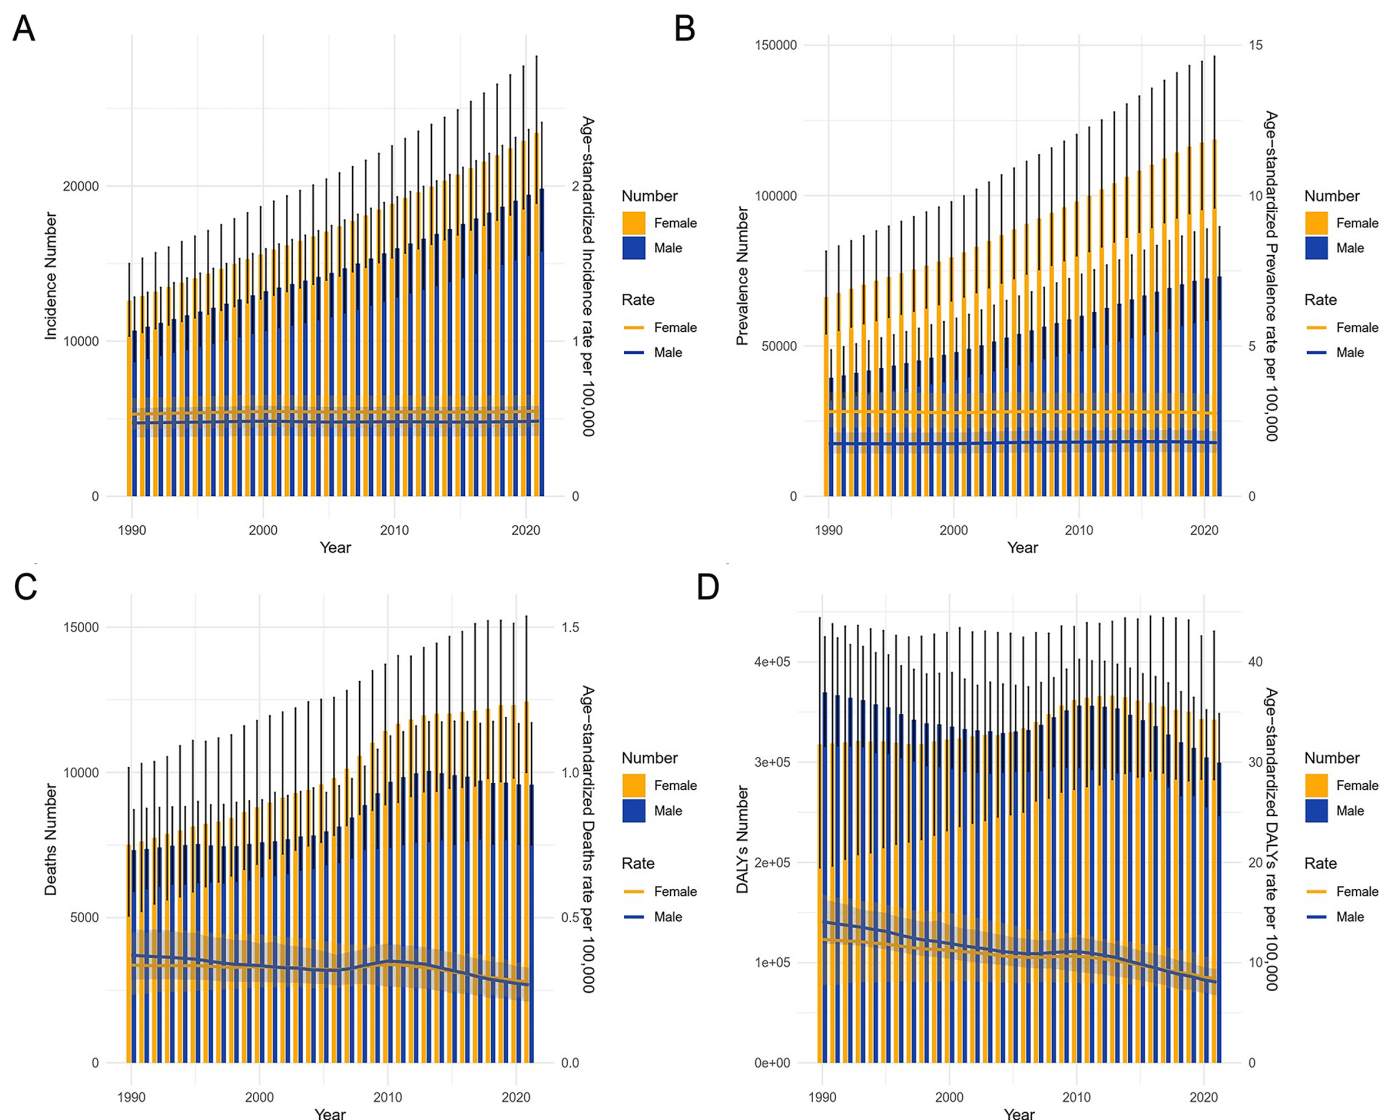 A
20000
10000
0
2
1
0
1990
2000
2010
2020
Incidence Number
Year
Age-standardized Incidence rate per 100,000
Number
Female
Male
Rate
Female
Male
B
150000
100000
50000
0
15
10
5
0
1990
2000
2010
2020
Prevalence Number
Year
Age-standardized Prevalence rate per 100,000
Number
Female
Male
Rate
Female
Male
C
15000
10000
5000
0
1.5
1.0
0.5
0.0
1990
2000
2010
2020
Deaths Number
Year
Age-standardized Deaths rate per 100,000
Number
Female
Male
Rate
Female
Male
D
4e+05
3e+05
2e+05
1e+05
0e+00
40
30
20
10
0
1990
2000
2010
2020
DALYs Number
Year
Age-standardized DALYs rate per 100,000
Number
Female
Male
Rate
Female
Male